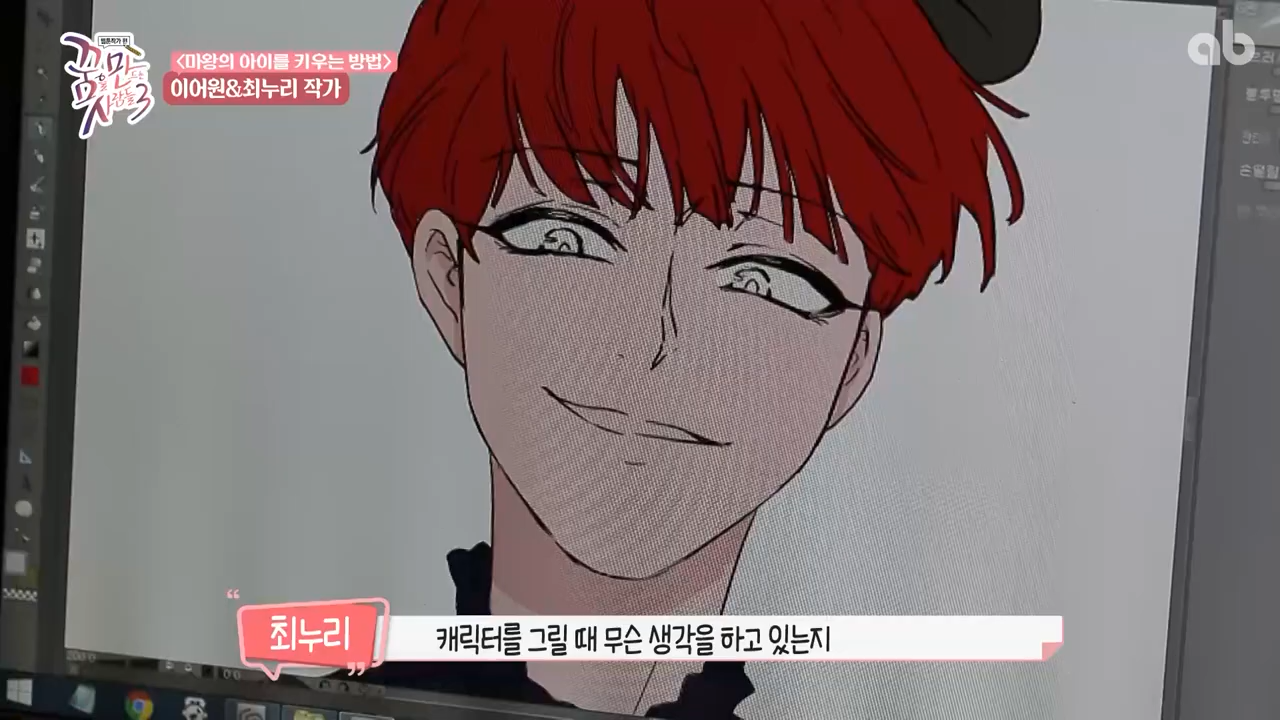 웹툰작가 편
꿈을 만드는 사람들3
<마왕의 아이를 키우는 방법>
이어원&최누리 작가
ab
“
최누리
”
캐릭터를 그릴 때 무슨 생각을 하고 있는지